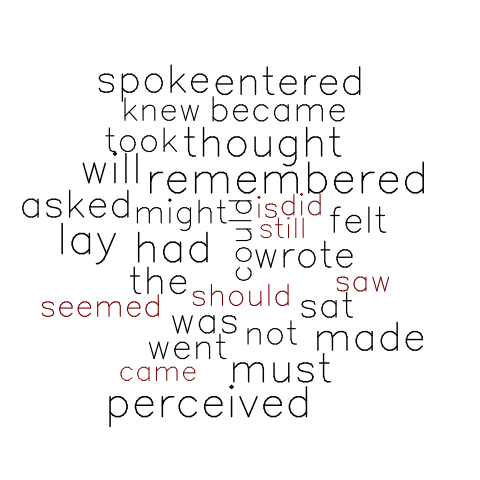 spoke entered
knew became
took thought
will remembered
asked might could is did felt
still
lay had wrote
the should saw
seemed was sat
went not made
came must
perceived